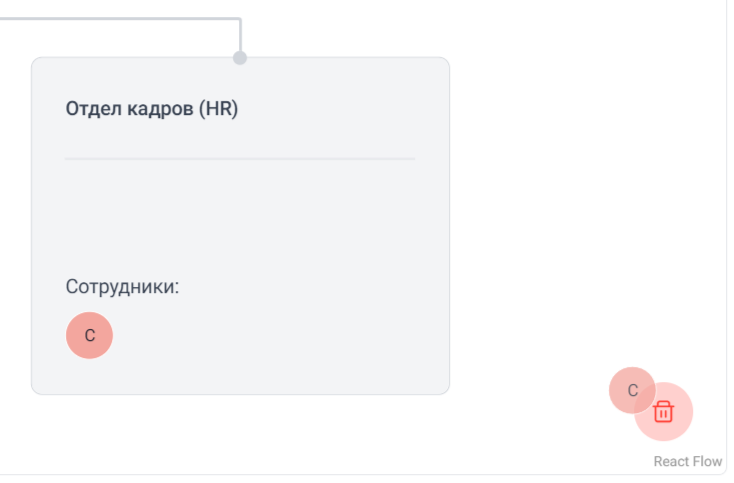 Отдел кадров (HR)
Сотрудники:
С
С
React Flow